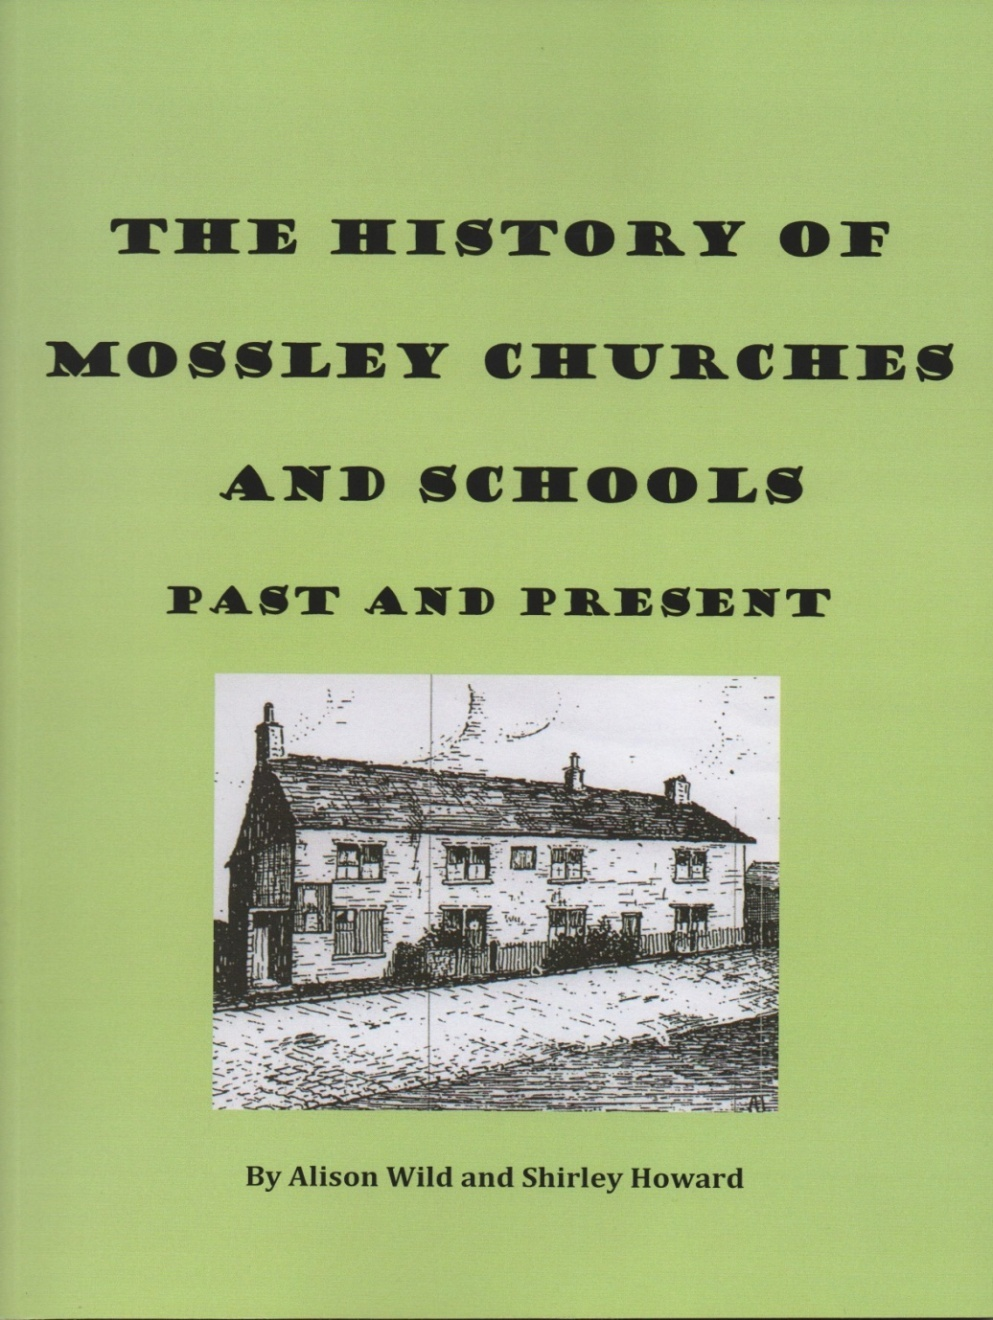 THE HISTORY OF
MOSSLEY CHURCHES
AND SCHOOLS
PAST AND PRESENT
By Alison Wild and Shirley Howard